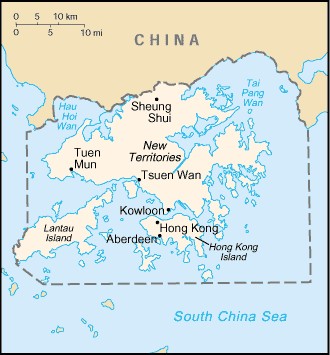 0 5 10 km
0 5 10 mi
CHINA
Tai
Pang
Wan
Hau
Hoi
Wan
Sheung
Shui
Tuen
Mun
New
Territories
Tsuen Wan
Kowloon
Lantau
Island
Hong Kong
Aberdeen
Hong Kong
Island
South China Sea